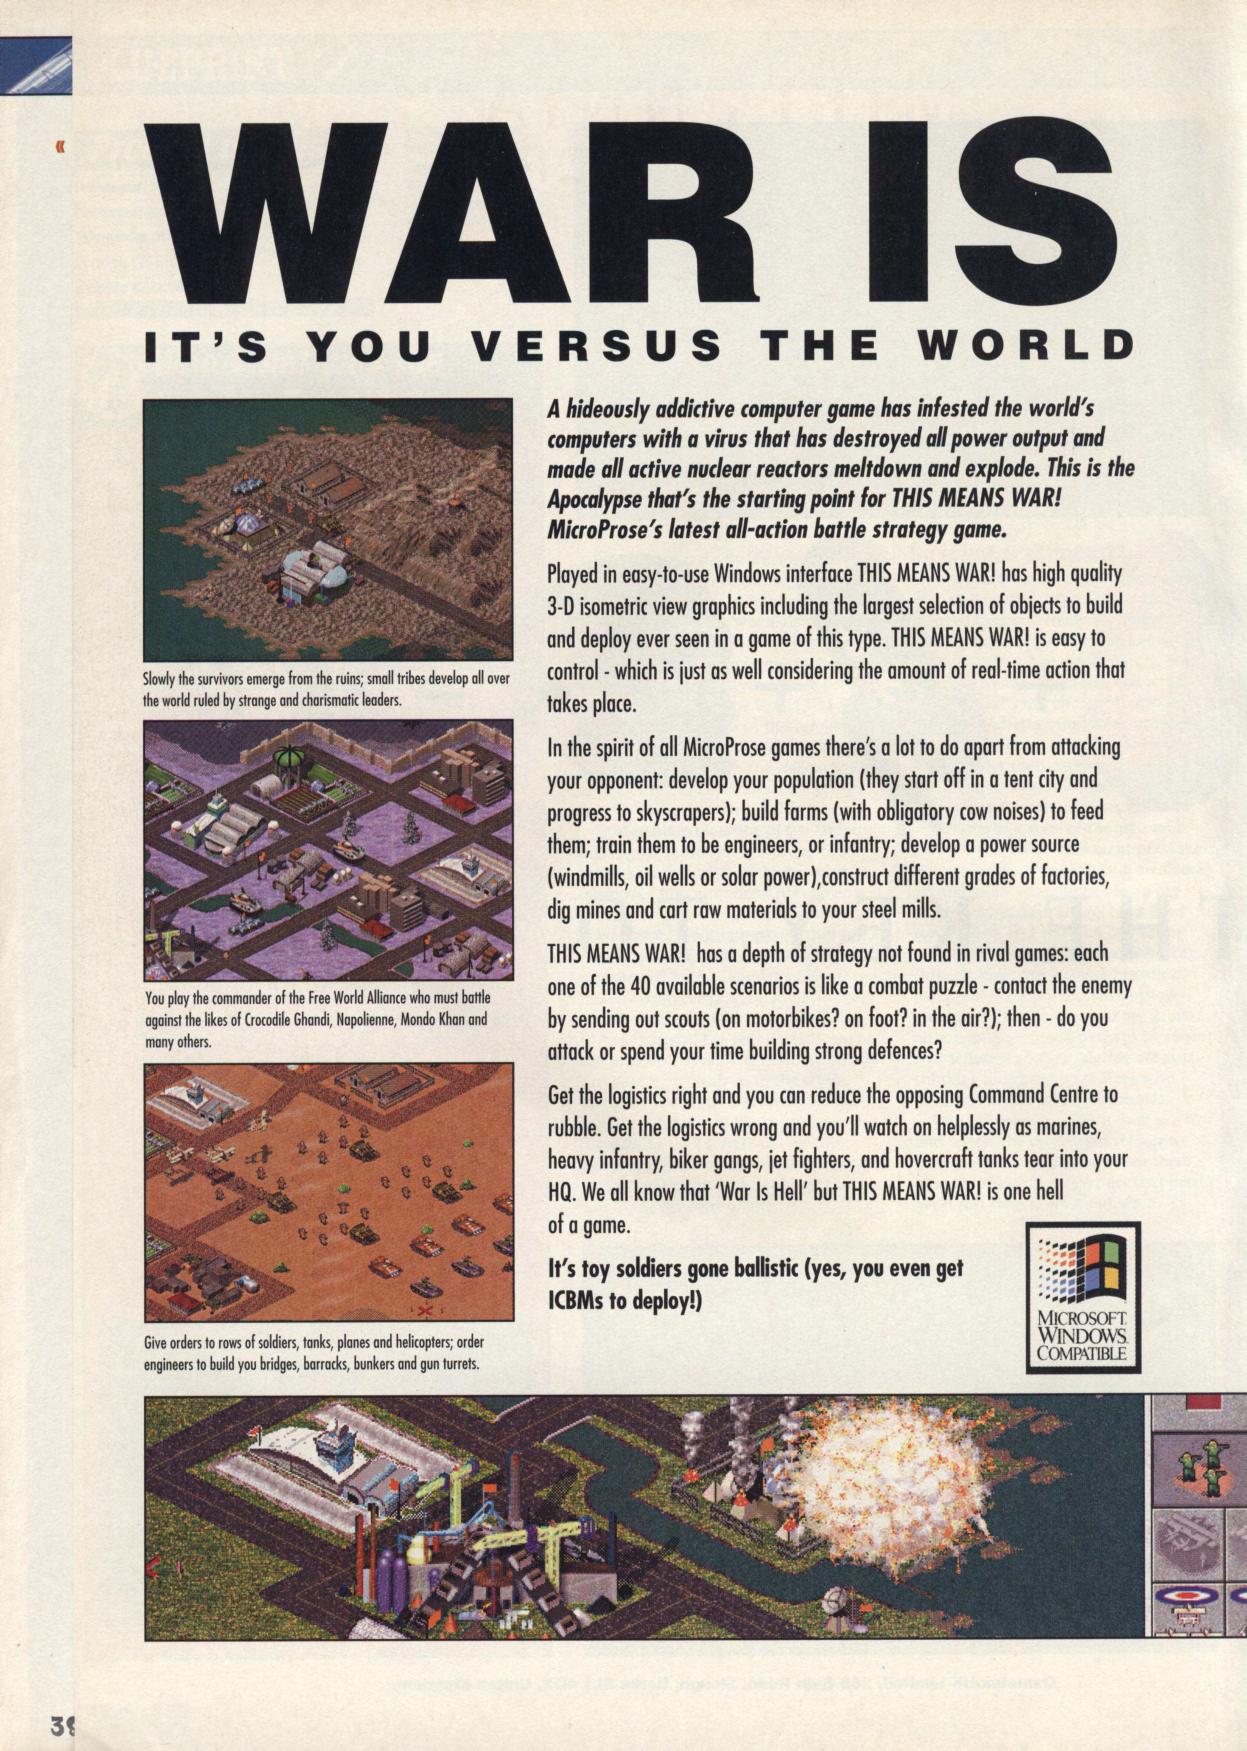 «
WAR IS
IT'S YOU VERSUS THE WORLD
Slowly the survivors emerge from the ruins; small tribes develop all over
the world ruled by strange and charismatic leaders.
You play the commander of the Free World Alliance who must battle
against the likes of Crocodile Ghandi, Napolienne, Mondo Khan and
many others.
Give orders to rows of soldiers, tanks, planes and helicopters; order
engineers to build you bridges, barracks, bunkers and gun turrets.
A hideously addictive computer game has infested the world's
computers with a virus that has destroyed all power output and
made all active nuclear reactors meltdown and explode. This is the
Apocalypse that's the starting point for THIS MEANS WAR!
MicroProse's latest all-action battle strategy game.
Played in easy-to-use Windows interface THIS MEANS WAR! has high quality
3-D isometric view graphics including the largest selection of objects to build
and deploy ever seen in a game of this type. THIS MEANS WAR! is easy to
control - which is just as well considering the amount of real-time action that
takes place.
In the spirit of all MicroProse games there's a lot to do apart from attacking
your opponent: develop your population (they start off in a tent city and
progress to skyscrapers); build farms (with obligatory cow noises) to feed
them; train them to be engineers, or infantry; develop a power source
(windmills, oil wells or solar power),construct different grades of factories,
dig mines and cart raw materials to your steel mills.
THIS MEANS WAR! has a depth of strategy not found in rival games: each
one of the 40 available scenarios is like a combat puzzle - contact the enemy
by sending out scouts (on motorbikes? on foot? in the air?); then - do you
attack or spend your time building strong defences?
Get the logistics right and you can reduce the opposing Command Centre to
rubble. Get the logistics wrong and you'll watch on helplessly as marines,
heavy infantry, biker gangs, jet fighters, and hovercraft tanks tear into your
HQ. We all know that 'War Is Hell' but THIS MEANS WAR! is one hell
of a game.
It's toy soldiers gone ballistic (yes, you even get
ICBMs to deploy!)
MICROSOFT
WINDOWS
COMPATIBLE